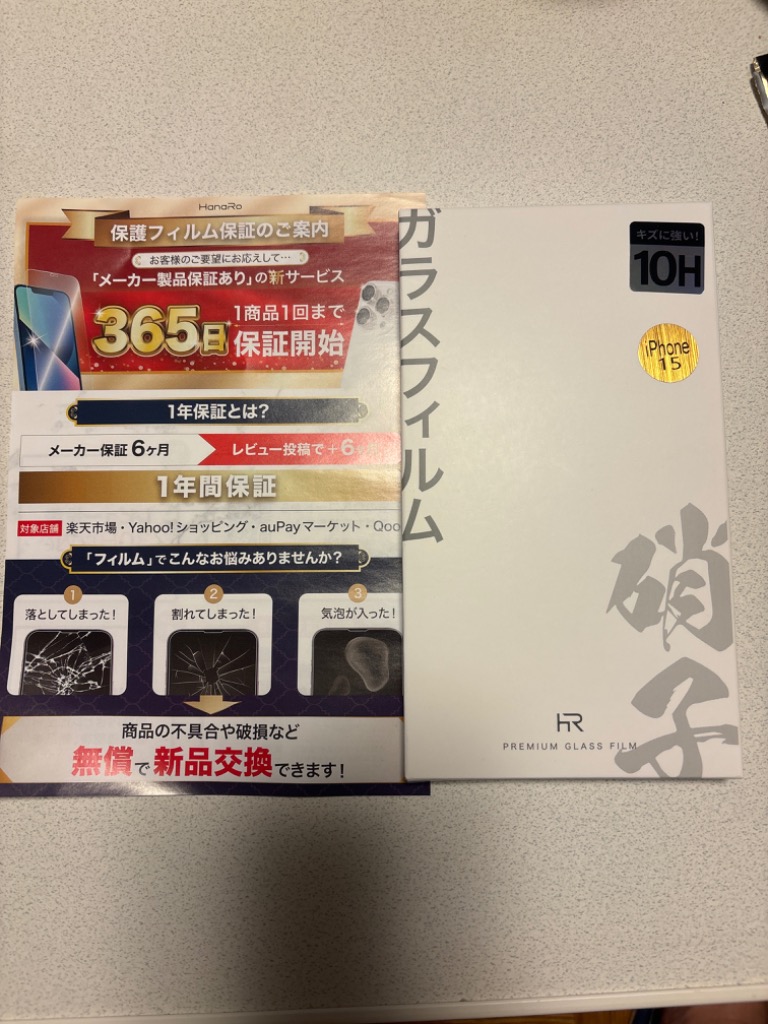 HanaRo
保護フィルム保証のご案内
お客様のご要望にお応えして…
「メーカー製品保証あり」の新サービス
365日
1商品1回まで
保証開始
1年保証とは?
メーカー保証 6ヶ月
レビュー投稿で+6ヶ
1年間保証
対象店舗 楽天市場・Yahoo!ショッピング・auPayマーケット・Qoo
「フィルム」でこんなお悩みありませんか?
1
落としてしまった!
2
割れてしまった!
3
気泡が入った!
商品の不具合や破損など
無償で新品交換できます!
ガラスフィルム
キズに強い!
10H
iPhone
15
硝子
HR
PREMIUM GLASS FILM